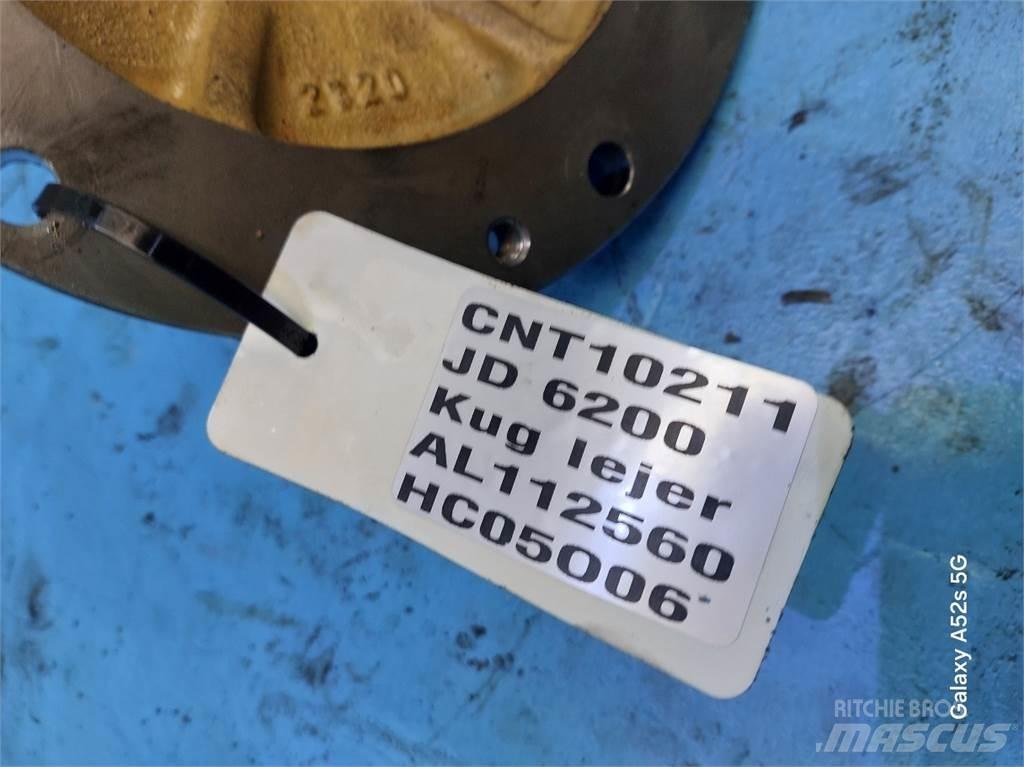 2320
CNT10211
JD 6200
Kug lejer
AL112560
HC05006
Galaxy A52s 5G
RITCHIE BROS
MASCUS